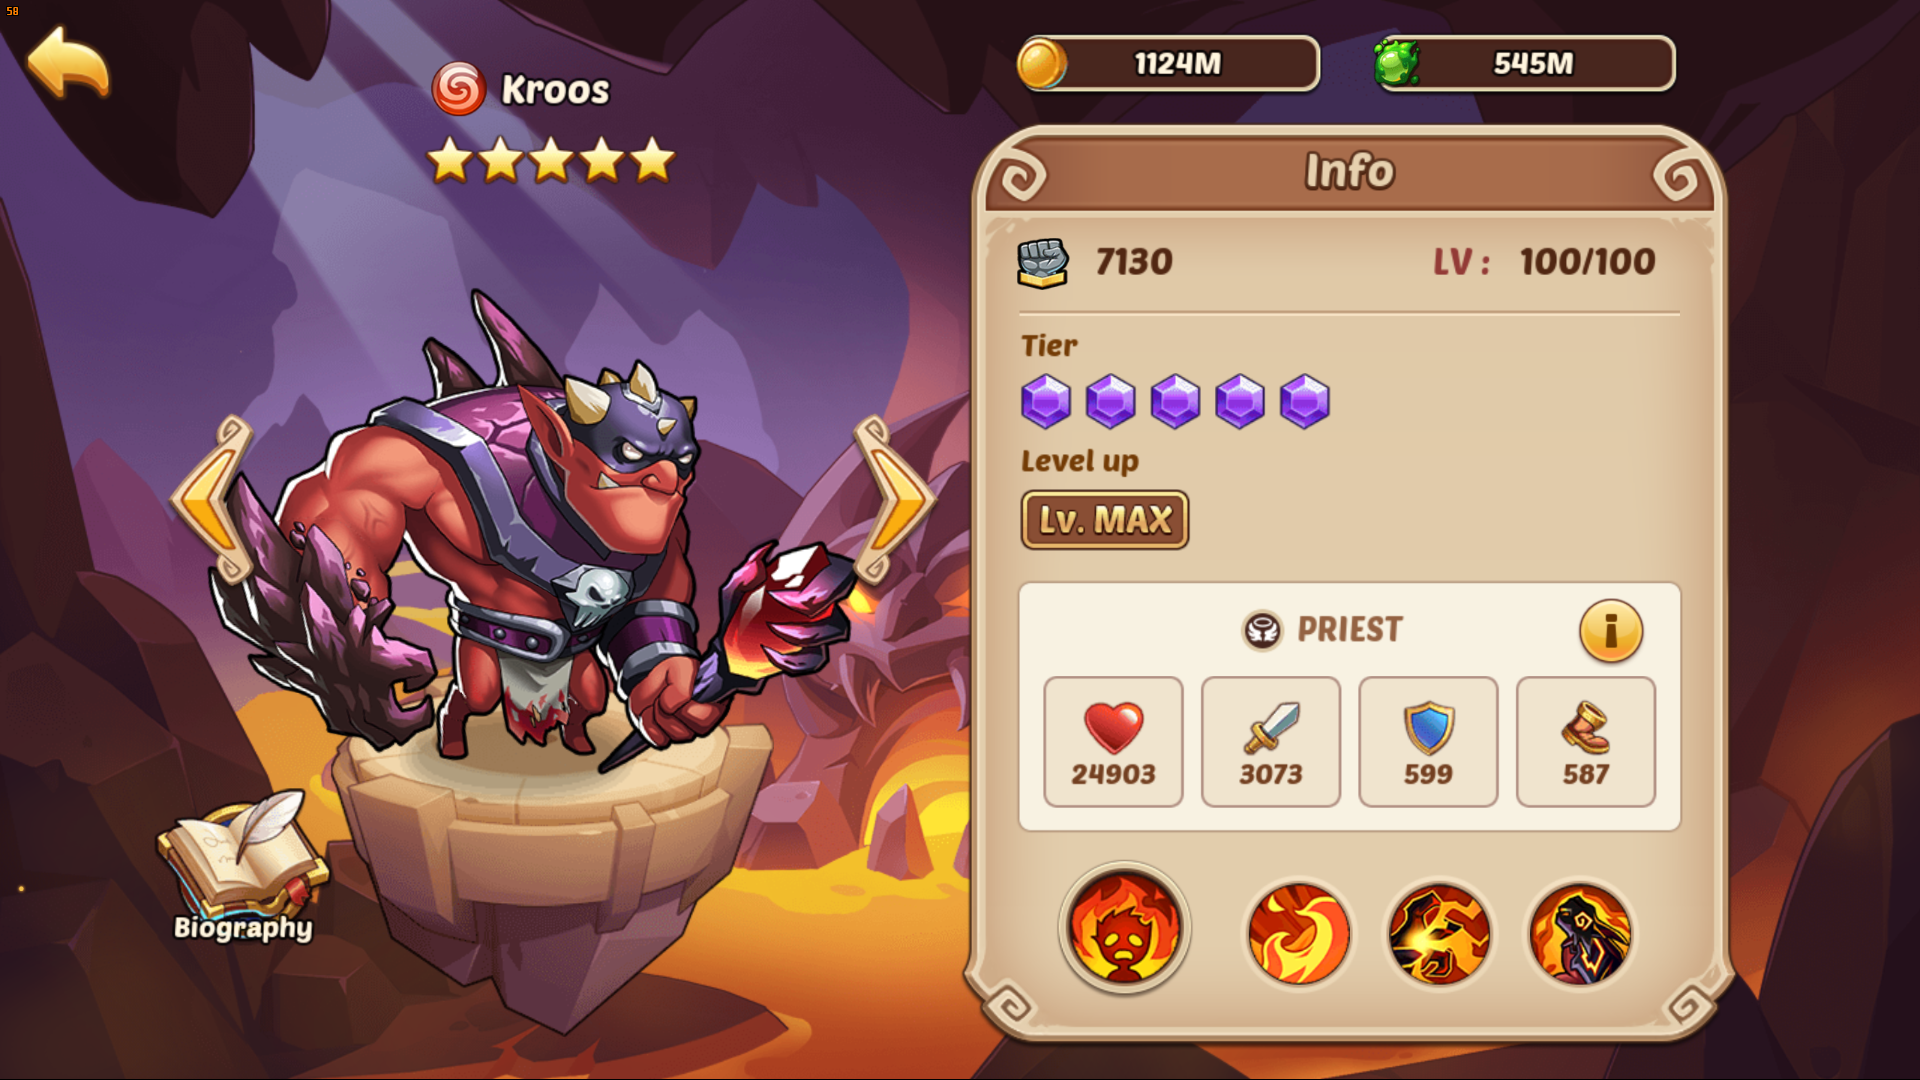 58
Kroos
1124M
545M
Info
7130
LV : 100/100
Tier
Level up
Lv. MAX
PRIEST
24903
3073
599
587
Biography